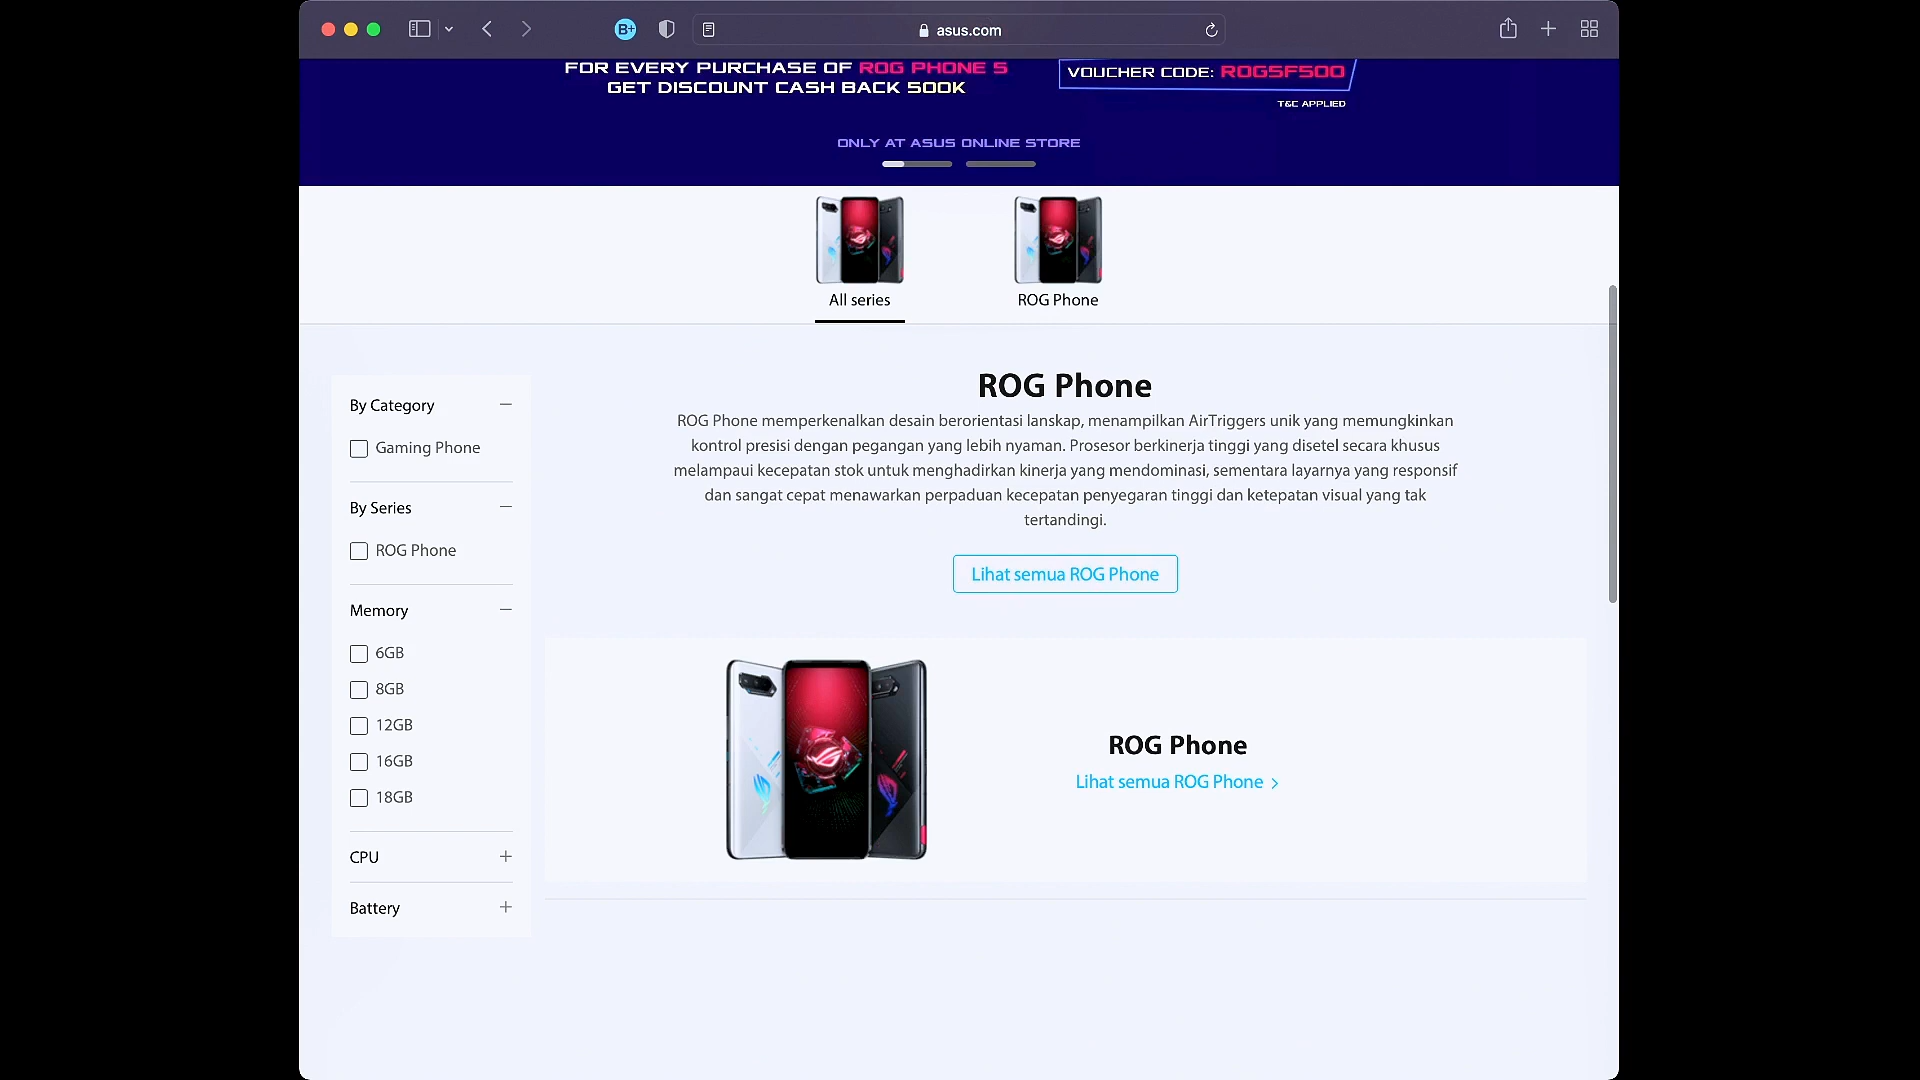 B+
asus.com
FOR EVERY PURCHASE OF ROG PHONE 5
GET DISCOUNT CASH BACK 500K
VOUCHER CODE: ROG5F500
T&C APPLIED
ONLY AT ASUS ONLINE STORE
All series
ROG Phone
By Category
Gaming Phone
By Series
ROG Phone
Memory
6GB
8GB
12GB
16GB
18GB
CPU
Battery
ROG Phone
ROG Phone memperkenalkan desain berorientasi lanskap, menampilkan AirTriggers unik yang memungkinkan
kontrol presisi dengan pegangan yang lebih nyaman. Prosesor berkinerja tinggi yang disetel secara khusus
melampaui kecepatan stok untuk menghadirkan kinerja yang mendominasi, sementara layarnya yang responsif
dan sangat cepat menawarkan perpaduan kecepatan penyegaran tinggi dan ketepatan visual yang tak
tertandingi.
Lihat semua ROG Phone
ROG Phone
Lihat semua ROG Phone >